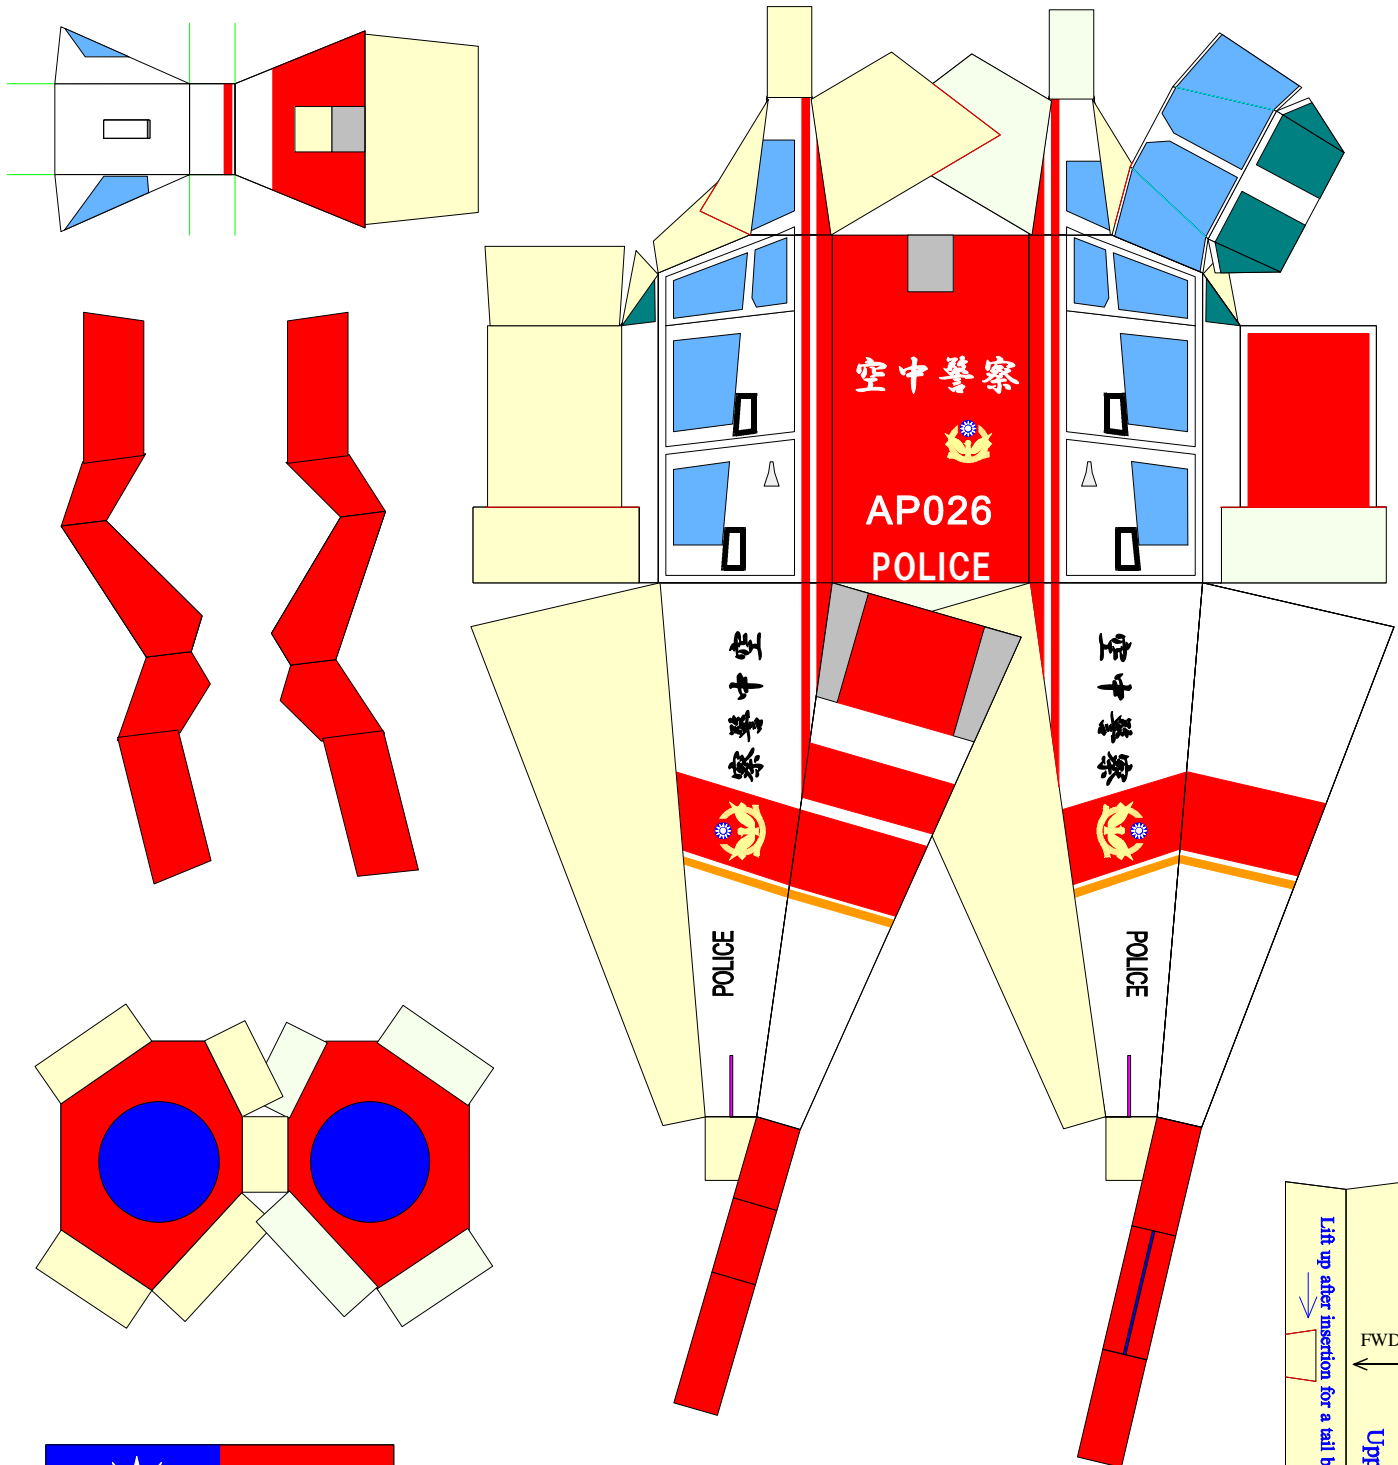 空中警察
AP026
POLICE
空中警察
空中警察
POLICE
POLICE
Lift up after insertion for a tail b
FWD
Upp